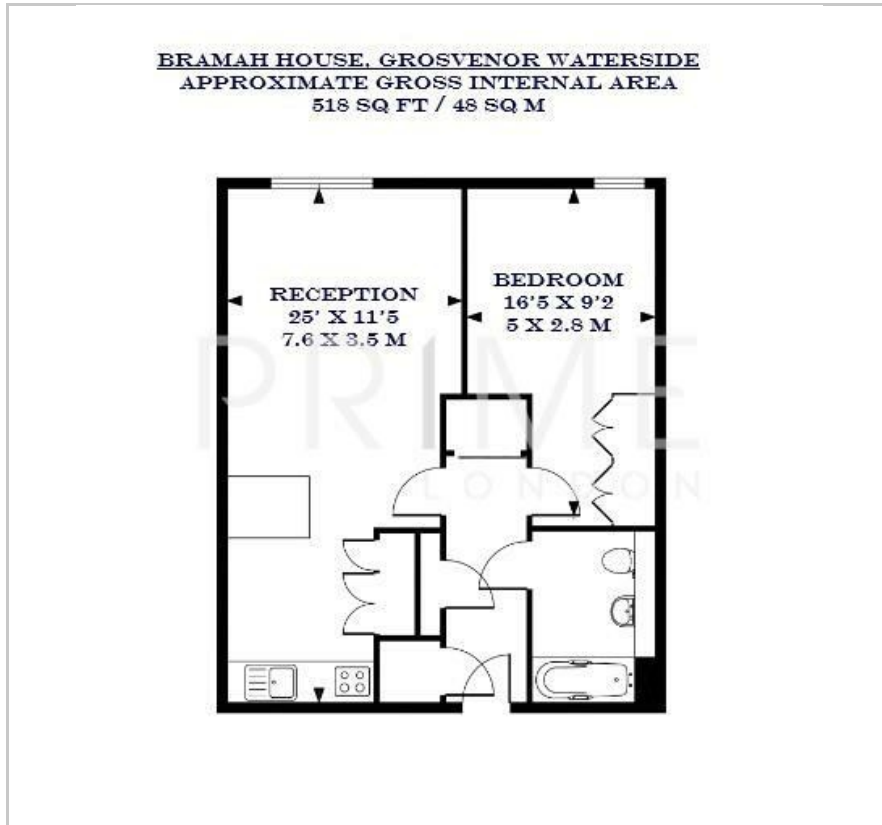 BRAMAH HOUSE, GROSVENOR WATERSIDE
APPROXIMATE GROSS INTERNAL AREA
518 SQ FT / 48 SQ M
RECEPTION
25' X 11'5
7.6 X 3.5 M
BEDROOM
16'5 X 9'2
5 X 2.8 M
PRIME
LONDON